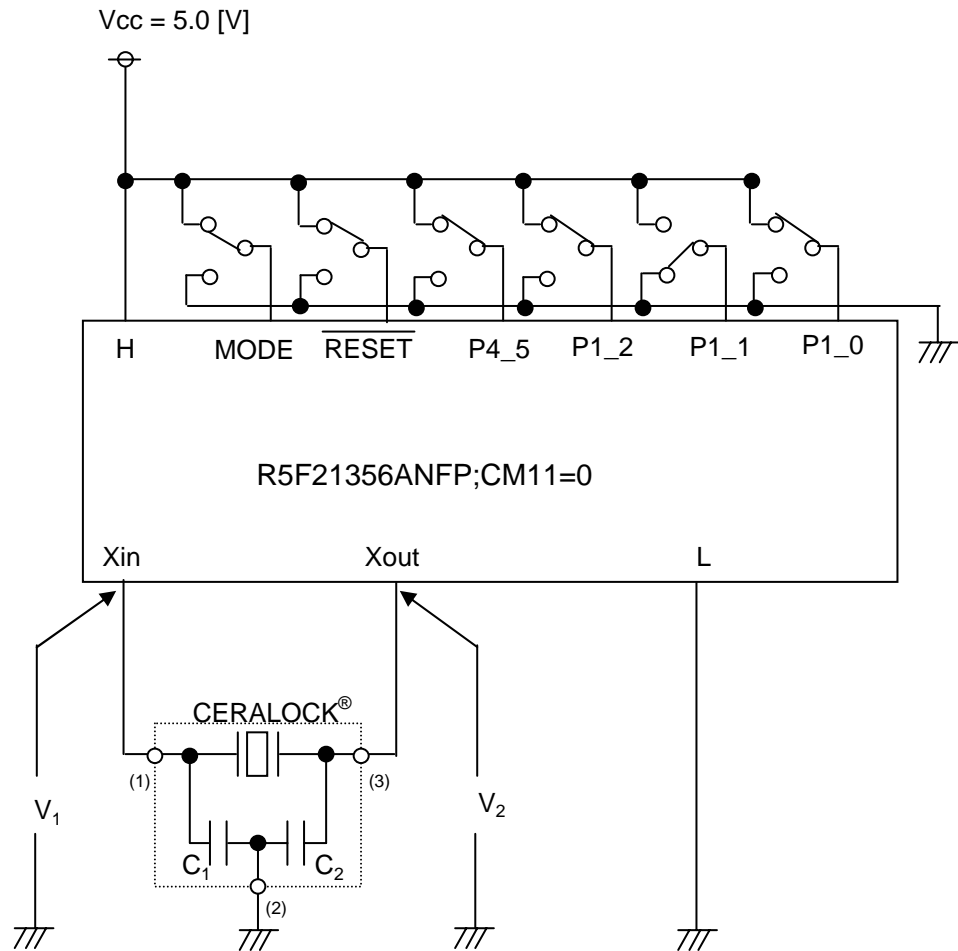 Vcc = 5.0 [V]
H MODE RESET P4_5 P1_2 P1_1 P1_0
R5F21356ANFP;CM11=0
Xin Xout L
CERALOCK®
(1) (3)
V1 V2
C1 C2
(2)